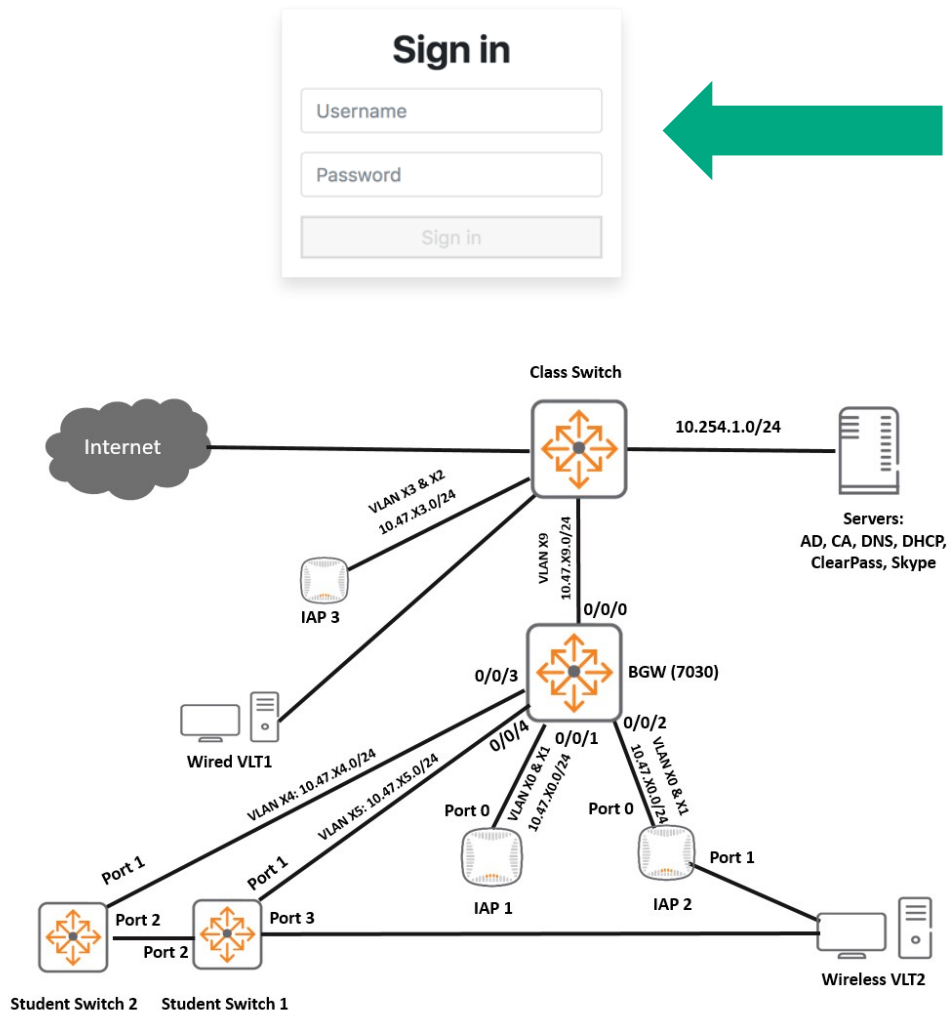 Sign in
Username
Password
Sign in
Class Switch
Internet
10.254.1.0/24
VLAN X3 & X2
10.47.X3.0/24
Servers:
AD, CA, DNS, DHCP,
ClearPass, Skype
VLAN X9
10.47.X9.0/24
IAP 3
0/0/0
0/0/3
BGW (7030)
0/0/4
0/0/1
0/0/2
Wired VLT1
VLAN X4: 10.47.X4.0/24
VLAN X5: 10.47.X5.0/24
VLAN X0 & X1
10.47.X0.0/24
VLAN X0 & X1
10.47.X0.0/24
Port 0
Port 0
Port 1
Port 1
Port 1
IAP 1
IAP 2
Port 2
Port 3
Port 2
Wireless VLT2
Student Switch 2
Student Switch 1